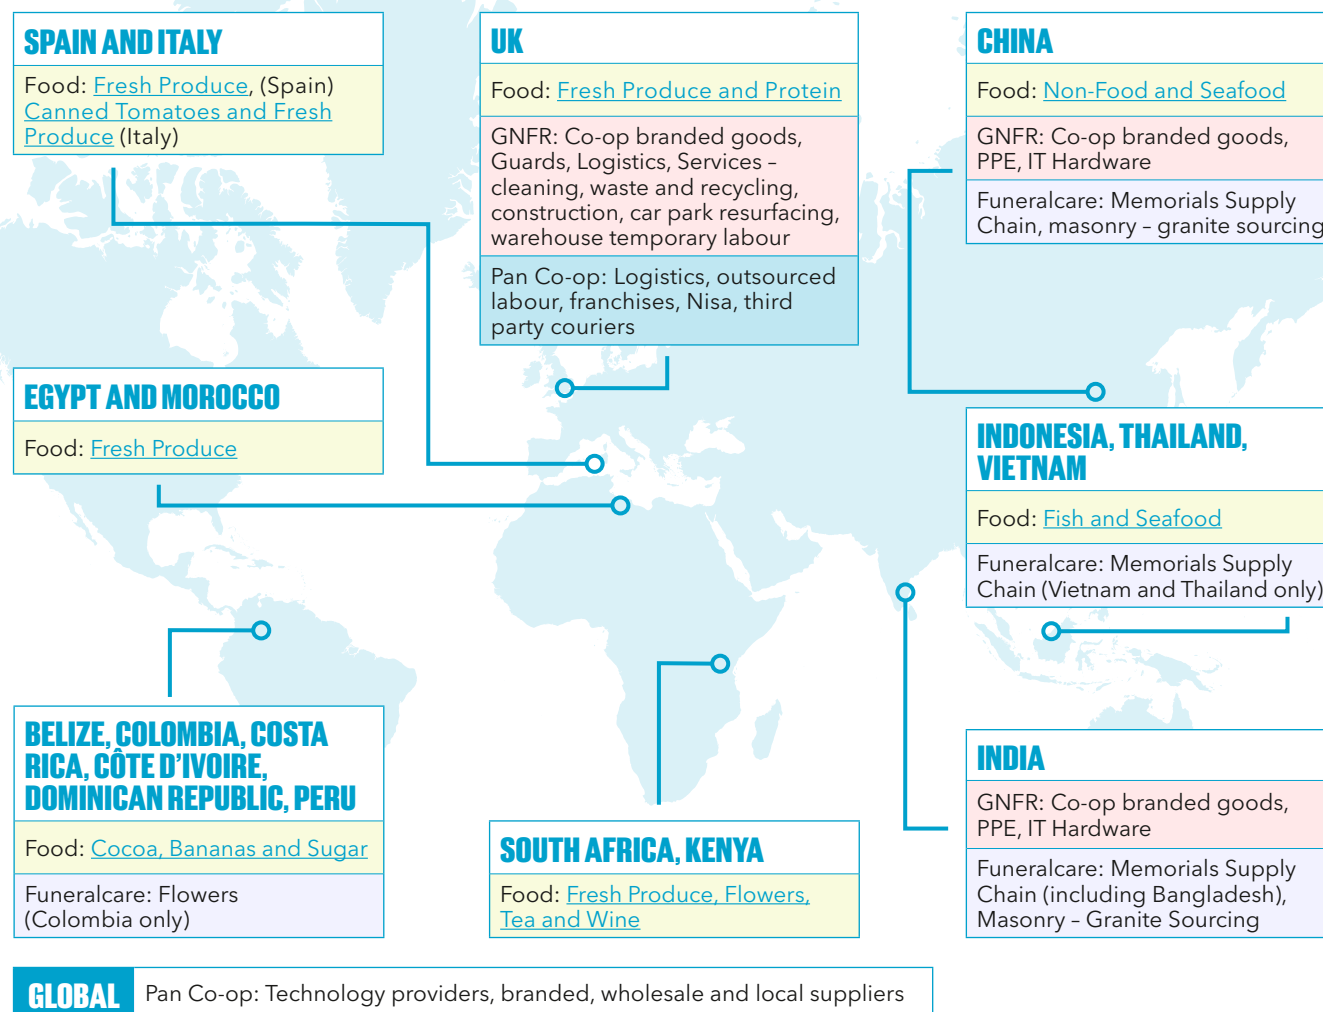 SPAIN AND ITALY
Food: Fresh Produce, (Spain)
Canned Tomatoes and Fresh
Produce (Italy)
UK
Food: Fresh Produce and Protein
GNFR: Co-op branded goods,
Guards, Logistics, Services –
cleaning, waste and recycling,
construction, car park resurfacing,
warehouse temporary labour
Pan Co-op: Logistics, outsourced
labour, franchises, Nisa, third
party couriers
CHINA
Food: Non-Food and Seafood
GNFR: Co-op branded goods,
PPE, IT Hardware
Funeralcare: Memorials Supply
Chain, masonry – granite sourcing
EGYPT AND MOROCCO
Food: Fresh Produce
INDONESIA, THAILAND,
VIETNAM
Food: Fish and Seafood
Funeralcare: Memorials Supply
Chain (Vietnam and Thailand only)
BELIZE, COLOMBIA, COSTA
RICA, CÔTE D'IVOIRE,
DOMINICAN REPUBLIC, PERU
Food: Cocoa, Bananas and Sugar
Funeralcare: Flowers
(Colombia only)
SOUTH AFRICA, KENYA
Food: Fresh Produce, Flowers,
Tea and Wine
INDIA
GNFR: Co-op branded goods,
PPE, IT Hardware
Funeralcare: Memorials Supply
Chain (including Bangladesh),
Masonry – Granite Sourcing
GLOBAL
Pan Co-op: Technology providers, branded, wholesale and local suppliers